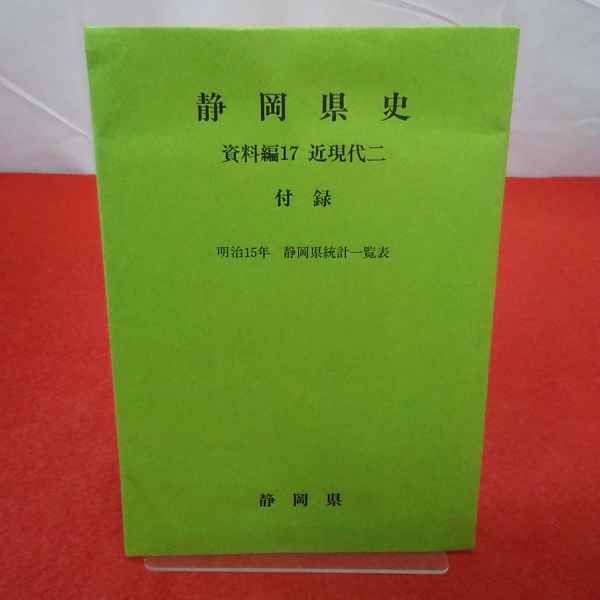 静岡県史
資料編17 近現代二
付録
明治15年 静岡県統計一覧表
静岡県